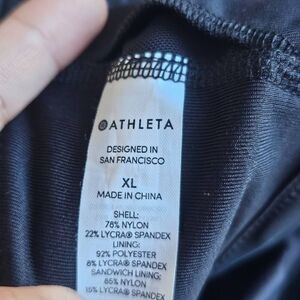 ATHLETA
DESIGNED IN
SAN FRANCISCO
XL
MADE IN CHINA
SHELL:
78% NYLON
22% LYCRA® SPANDEX
LINING:
92% POLYESTER
8% LYCRA® SPANDEX
SANDWICH LINING:
85% NYLON
15% LYCRA® SPANDEX